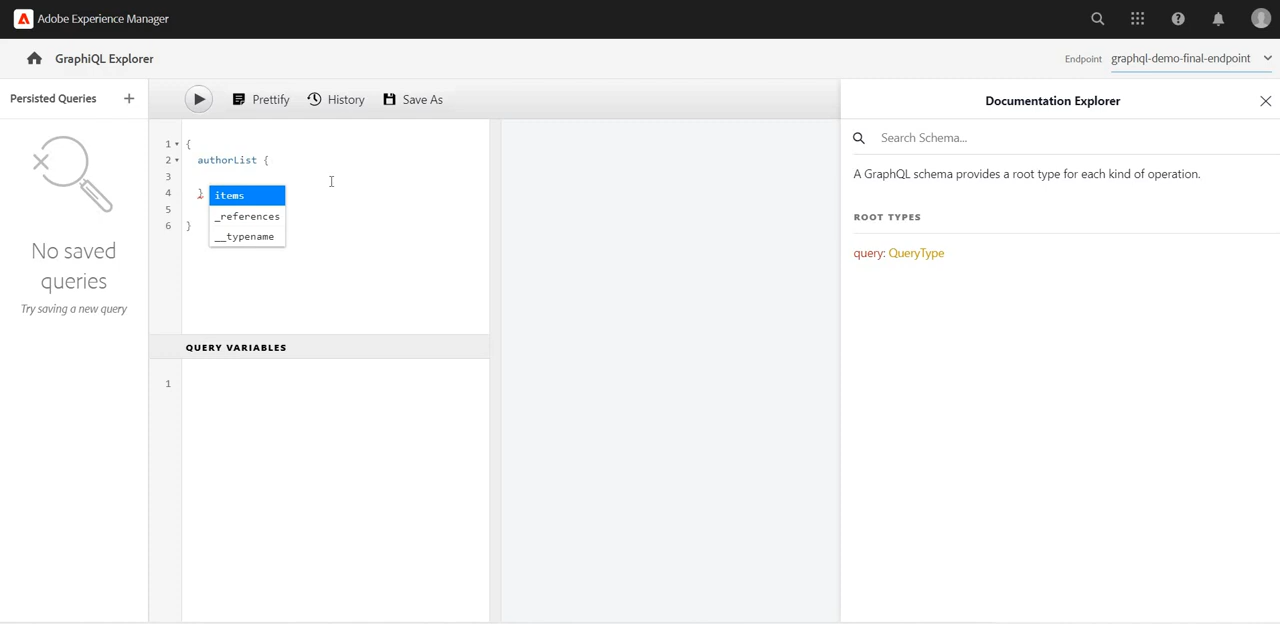 Adobe Experience Manager
GraphiQL Explorer
Endpoint graphql-demo-final-endpoint
Persisted Queries +
Prettify History Save As
No saved
queries
Try saving a new query
1 {
2 authorList {
3
4 }
5
6 }
items
_references
__typename
QUERY VARIABLES
1
Documentation Explorer
Search Schema...
A GraphQL schema provides a root type for each kind of operation.
ROOT TYPES
query: QueryType